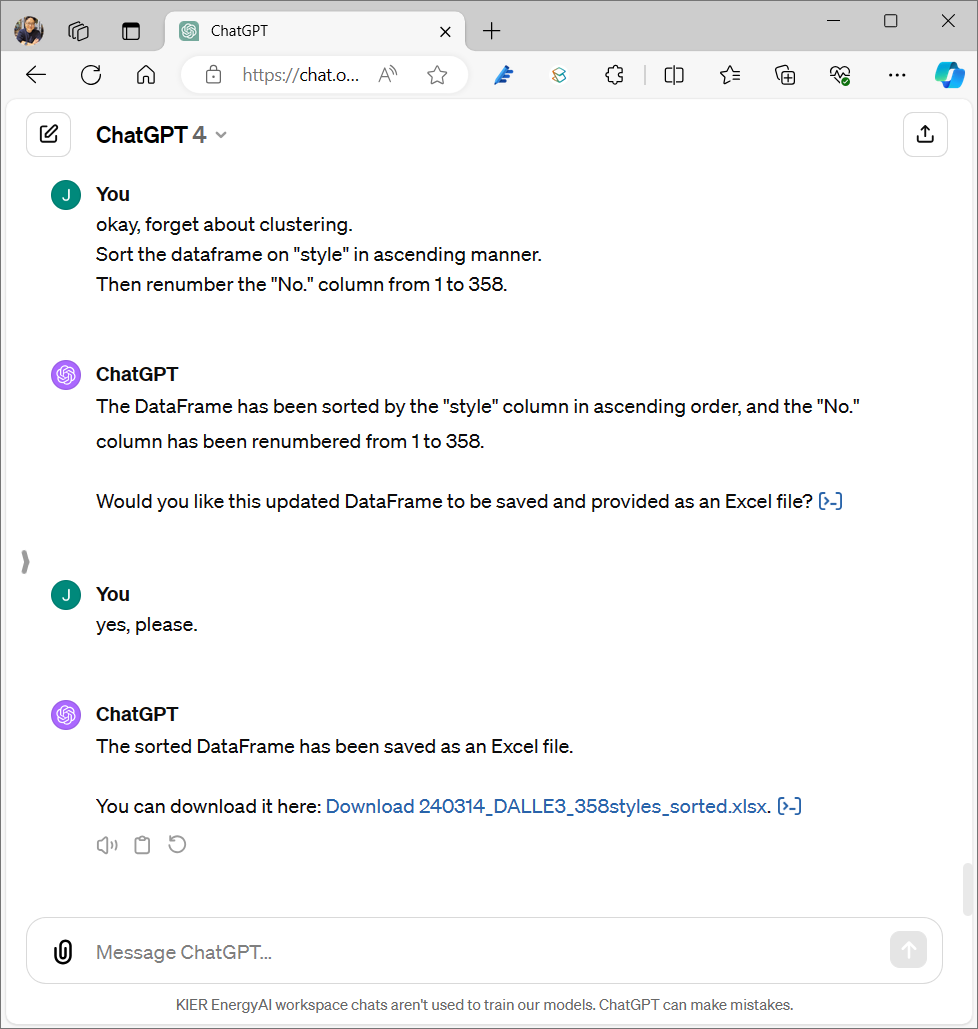 ChatGPT
https://chat.o...
ChatGPT 4
J
You
okay, forget about clustering.
Sort the dataframe on "style" in ascending manner.
Then renumber the "No." column from 1 to 358.
ChatGPT
The DataFrame has been sorted by the "style" column in ascending order, and the "No."
column has been renumbered from 1 to 358.
Would you like this updated DataFrame to be saved and provided as an Excel file? [>-]
J
You
yes, please.
ChatGPT
The sorted DataFrame has been saved as an Excel file.
You can download it here: Download 240314_DALLE3_358styles_sorted.xlsx. [>-]
Message ChatGPT...
KIER EnergyAI workspace chats aren't used to train our models. ChatGPT can make mistakes.